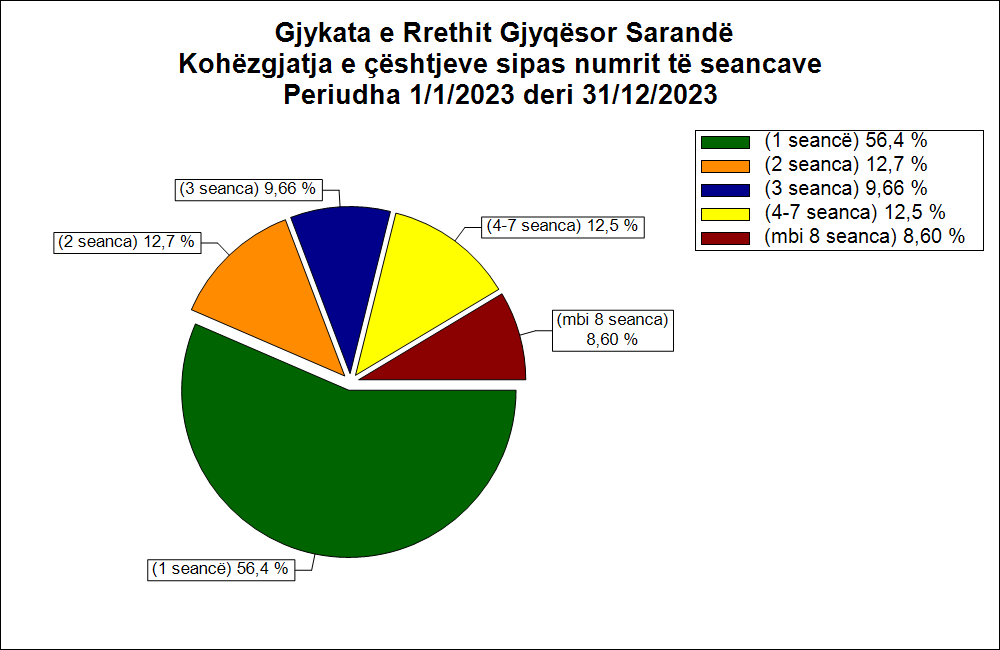 Gjykata e Rrethit Gjyqësor Sarandë
Kohëzgjatja e çështjeve sipas numrit të seancave
Periudha 1/1/2023 deri 31/12/2023
(1 seancë) 56,4 %
(2 seanca) 12,7 %
(3 seanca) 9,66 %
(4-7 seanca) 12,5 %
(mbi 8 seanca) 8,60 %
(3 seanca) 9,66 %
(4-7 seanca) 12,5 %
(2 seanca) 12,7 %
(mbi 8 seanca)
8,60 %
(1 seancë) 56,4 %